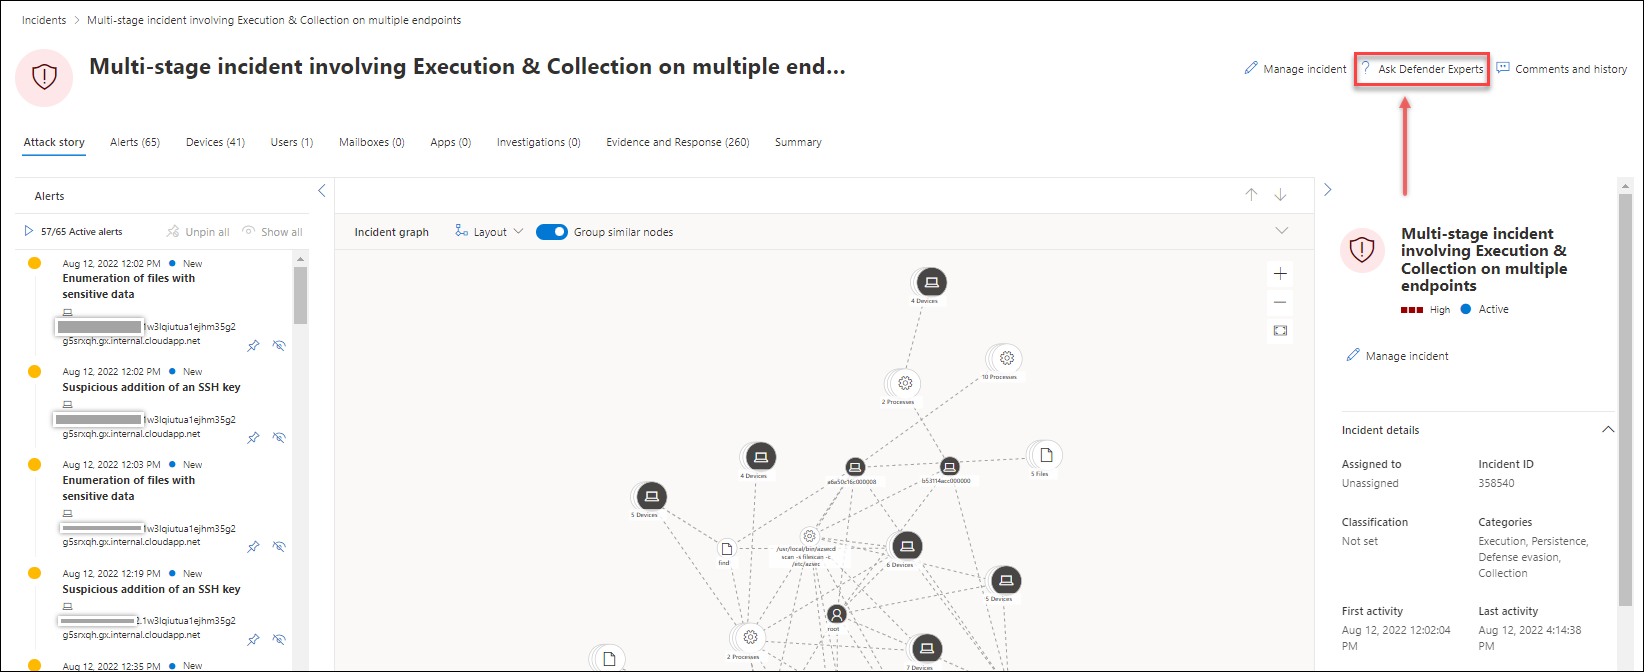 Incidents > Multi-stage incident involving Execution & Collection on multiple endpoints
Multi-stage incident involving Execution & Collection on multiple end...
Manage incident
? Ask Defender Experts
Comments and history
Attack story
Alerts (65)
Devices (41)
Users (1)
Mailboxes (0)
Apps (0)
Investigations (0)
Evidence and Response (260)
Summary
Alerts
57/65 Active alerts
Unpin all
Show all
Aug 12, 2022 12:02 PM
New
Enumeration of files with
sensitive data
1w3lqiutua1ejhm35g2
g5srxqh.gx.internal.cloudapp.net
Aug 12, 2022 12:02 PM
New
Suspicious addition of an SSH key
1w3lqiutua1ejhm35g2
g5srxqh.gx.internal.cloudapp.net
Aug 12, 2022 12:03 PM
New
Enumeration of files with
sensitive data
1w3lqiutua1ejhm35g2
g5srxqh.gx.internal.cloudapp.net
Aug 12, 2022 12:19 PM
New
Suspicious addition of an SSH key
2.1w3lqiutua1ejhm35g2
g5srxqh.gx.internal.cloudapp.net
Aug 12, 2022 12:35 PM
New
Incident graph
Layout
Group similar nodes
4 Devices
10 Processes
2 Processes
4 Devices
a6a50c16c000008
b53114acc000000
5 Files
5 Devices
find
/usr/local/bin/azsecd
scan -s filescan -c
/etc/azsec
6 Devices
5 Devices
root
2 Processes
7 Devices
Multi-stage incident
involving Execution &
Collection on multiple
endpoints
High
Active
Manage incident
Incident details
Assigned to
Unassigned
Incident ID
358540
Classification
Not set
Categories
Execution, Persistence,
Defense evasion,
Collection
First activity
Aug 12, 2022 12:02:04
PM
Last activity
Aug 12, 2022 4:14:38
PM